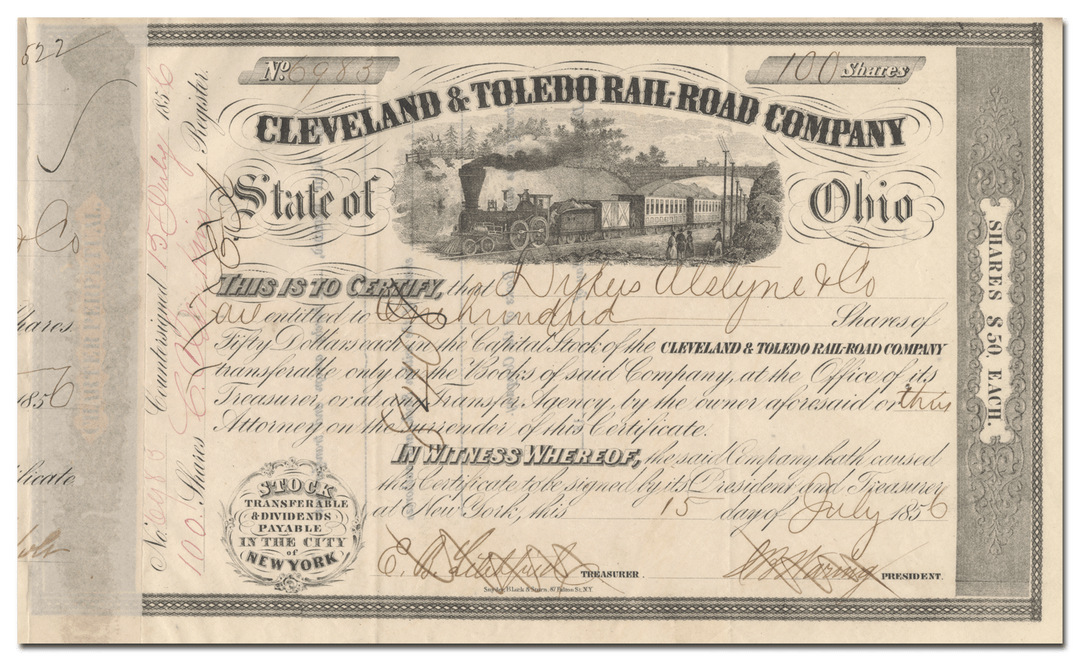 522
& Co
hares
1856
ificate
No. 6983
100 Shares
Countersigned 15 July 1856
Register.
No. 6983
100 Shares
CLEVELAND & TOLEDO RAIL-ROAD COMPANY
State of Ohio
THIS IS TO CERTIFY, that Dykers Alstyne & Co
are entitled to One hundred Shares of
Fifty Dollars each in the Capital Stock of the CLEVELAND & TOLEDO RAIL-ROAD COMPANY
transferable only on the Books of said Company, at the Office of its
Treasurer, or at any Transfer Agency, by the owner aforesaid or this
Attorney on the surrender of this Certificate.
IN WITNESS WHEREOF, the said Company hath caused
this Certificate to be signed by its President and Treasurer
at New York, this 15 day of July 1856
STOCK
TRANSFERABLE
& DIVIDENDS
PAYABLE
IN THE CITY
of
NEW YORK
TREASURER.
PRESIDENT.
SHARES $50. EACH.